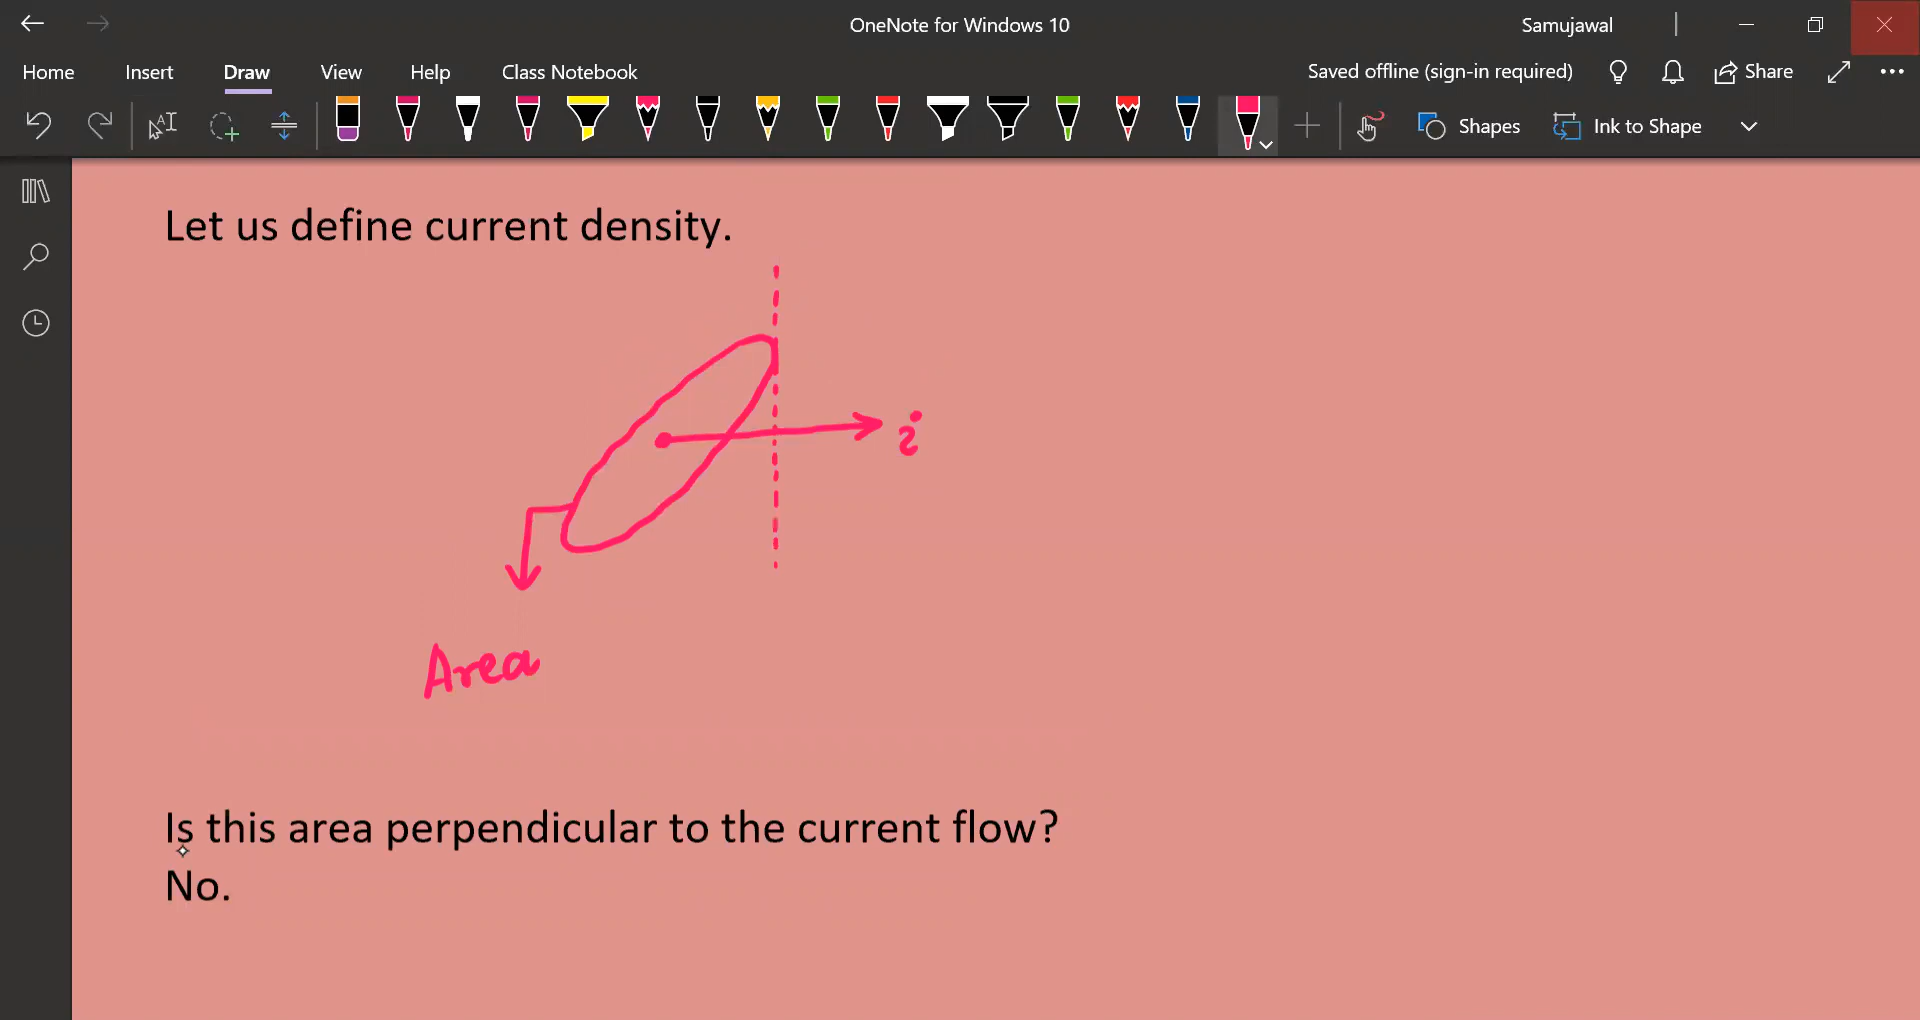 OneNote for Windows 10
Samujawal
Home Insert Draw View Help Class Notebook
Saved offline (sign-in required) Share
Shapes Ink to Shape
Let us define current density.
i
Area
Is this area perpendicular to the current flow?
No.